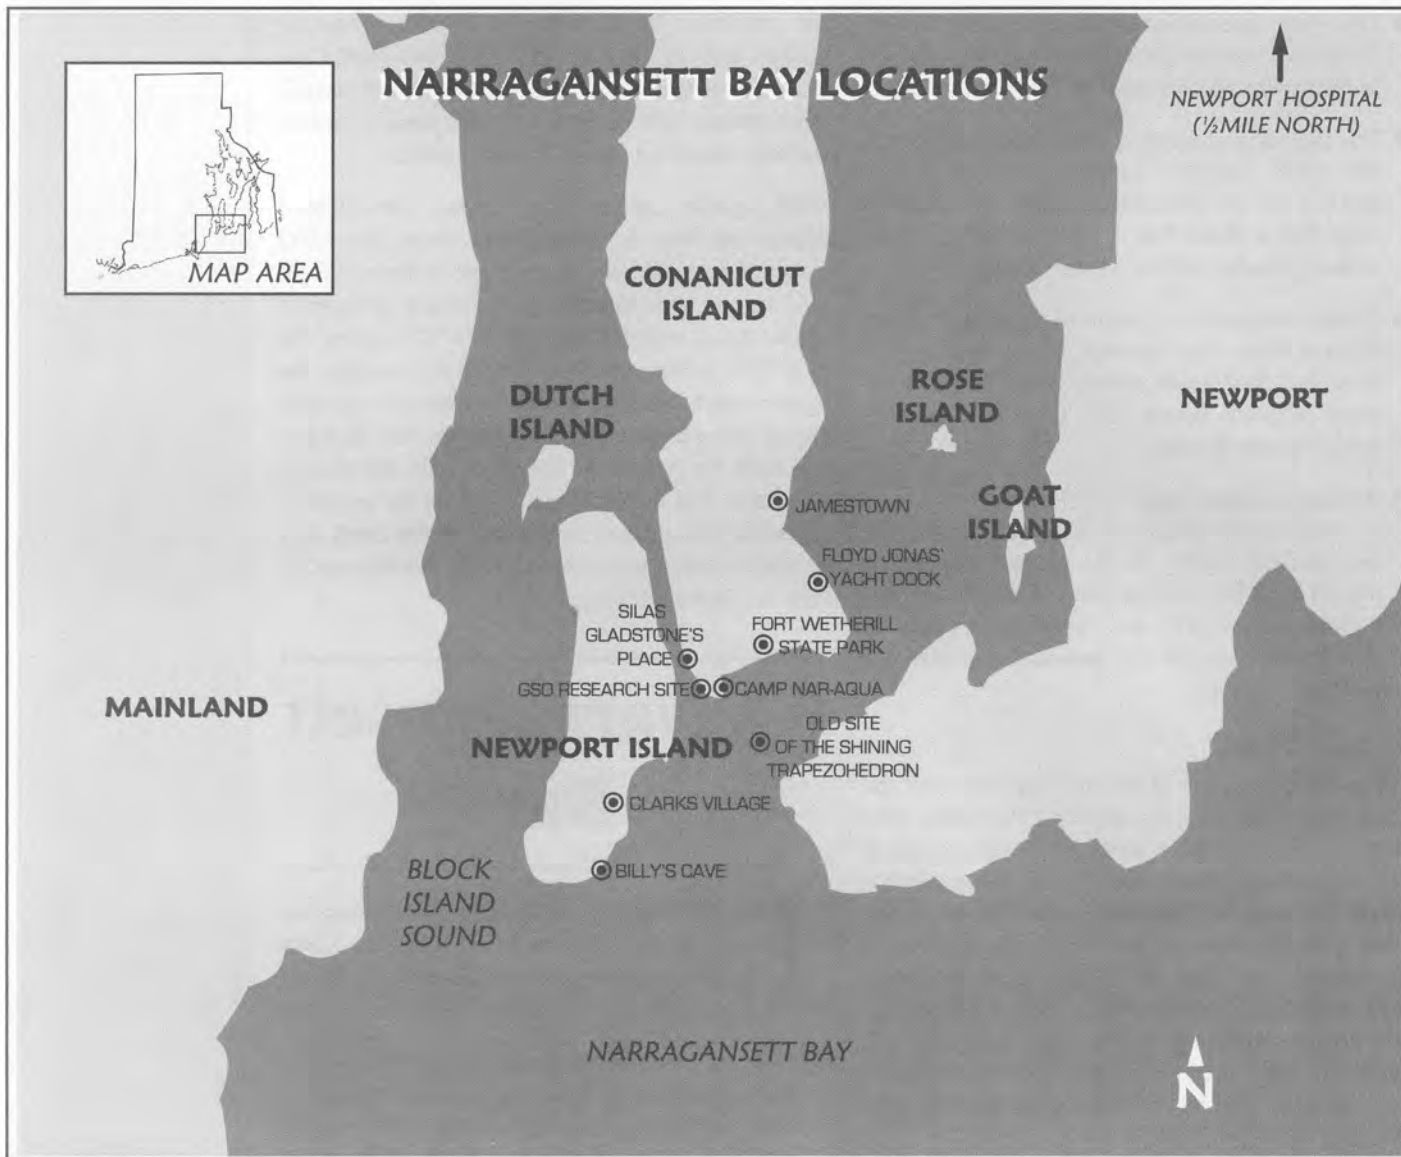 NARRAGANSETT BAY LOCATIONS
MAP AREA
NEWPORT HOSPITAL
(½MILE NORTH)
CONANICUT
ISLAND
DUTCH
ISLAND
ROSE
ISLAND
NEWPORT
GOAT
ISLAND
JAMESTOWN
FLOYD JONAS'
YACHT DOCK
SILAS
GLADSTONE'S
PLACE
FORT WETHERILL
STATE PARK
GSO RESEARCH SITE
CAMP NAR-AQUA
MAINLAND
NEWPORT ISLAND
OLD SITE
OF THE SHINING
TRAPEZOHEDRON
CLARKS VILLAGE
BILLY'S CAVE
BLOCK
ISLAND
SOUND
NARRAGANSETT BAY
N